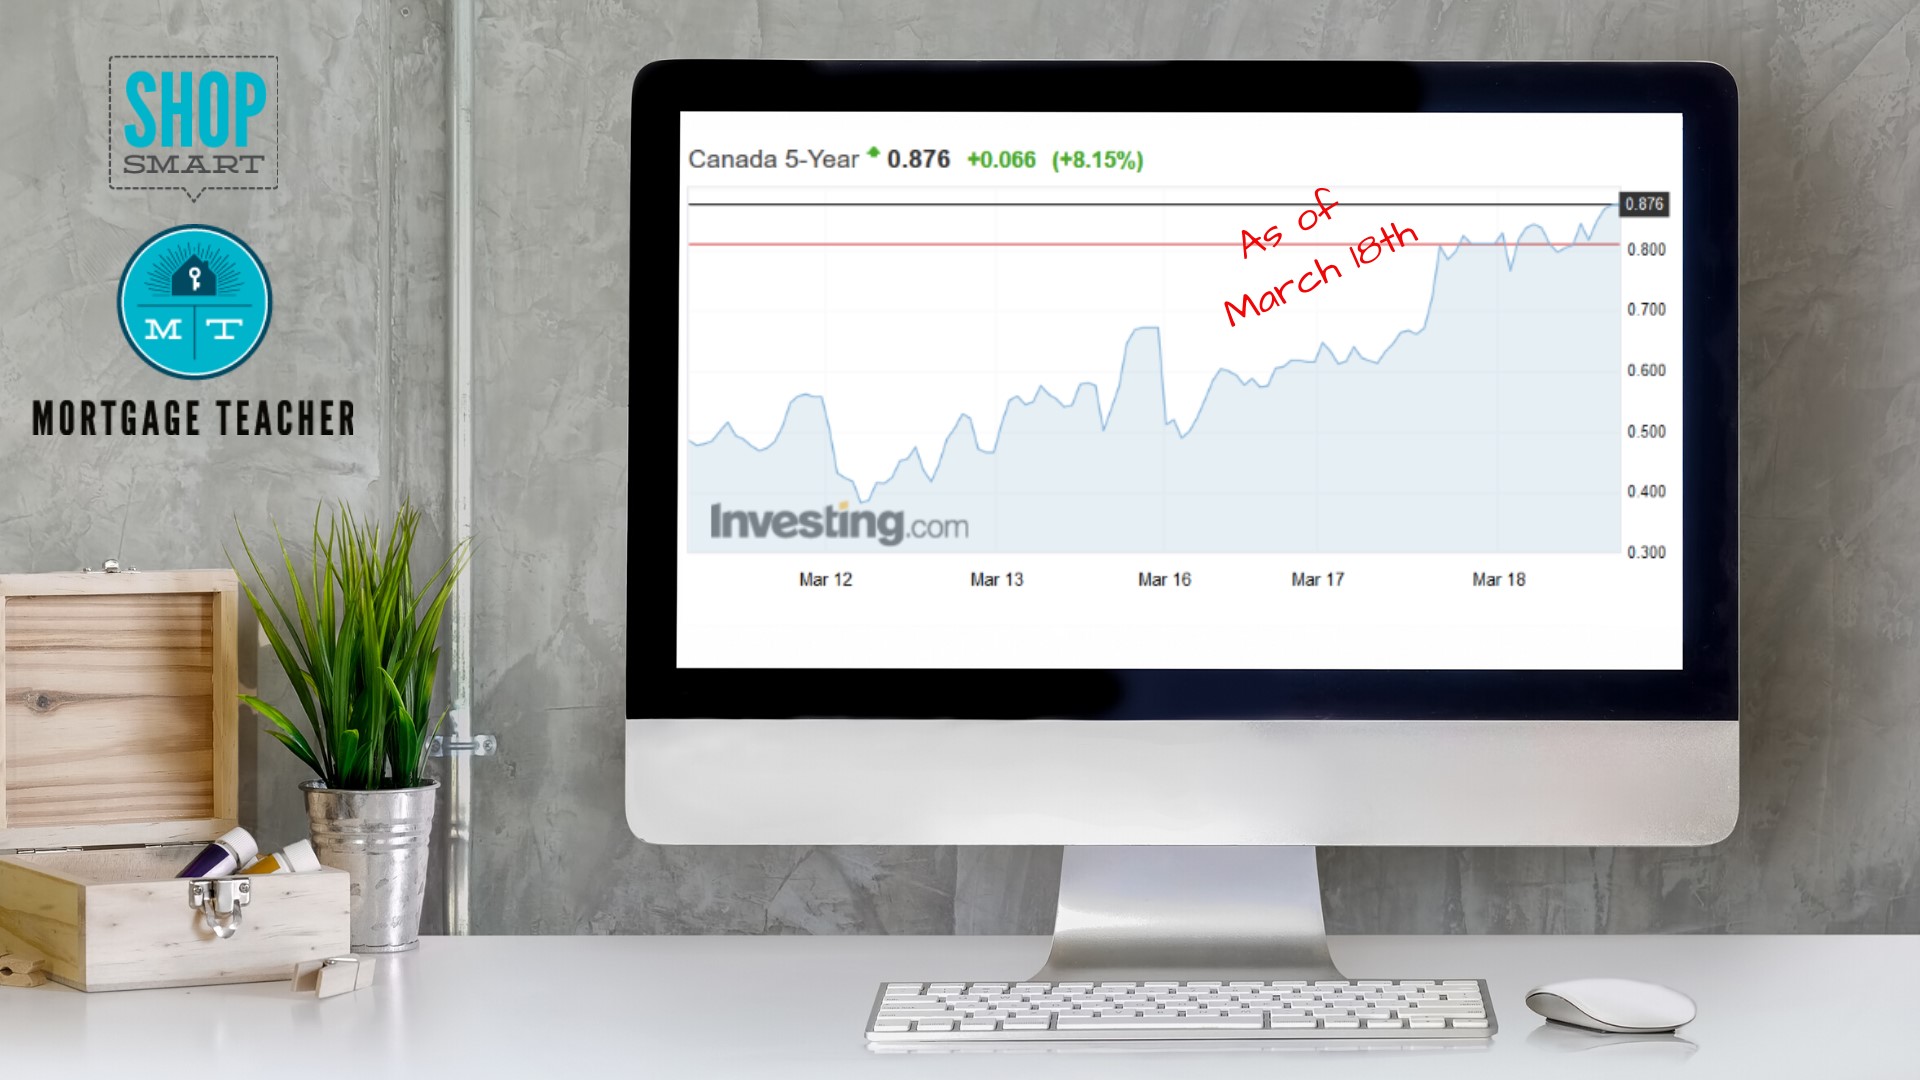 SHOP
SMART
M T
MORTGAGE TEACHER
Canada 5-Year 0.876 +0.066 (+8.15%)
As of
March 18th
0.876
0.800
0.700
0.600
0.500
0.400
0.300
Investing.com
Mar 12 Mar 13 Mar 16 Mar 17 Mar 18